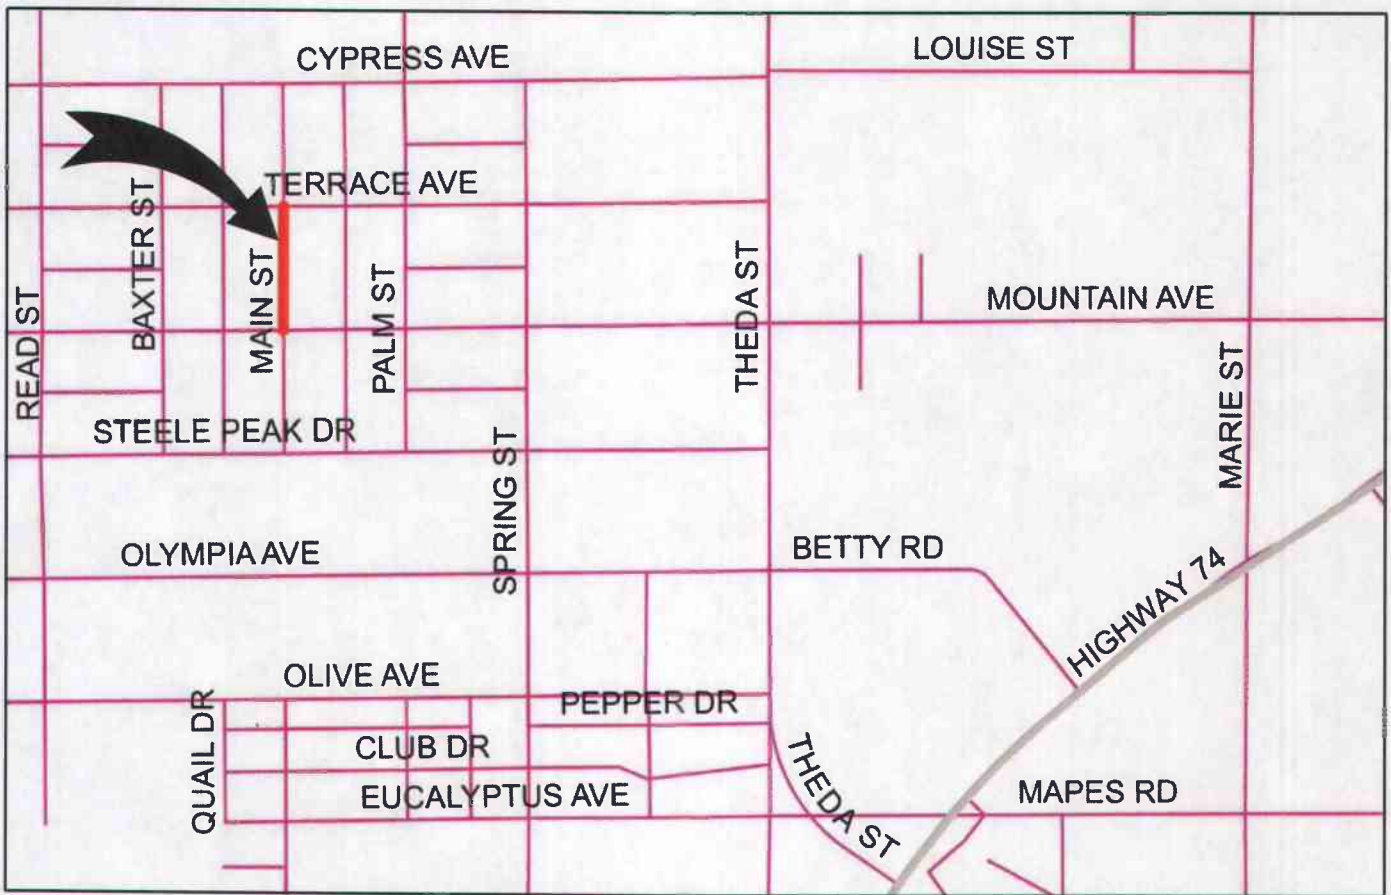 CYPRESS AVE
LOUISE ST
TERRACE AVE
BAXTER ST
MAIN ST
PALM ST
READ ST
THEDA ST
MOUNTAIN AVE
MARIE ST
STEELE PEAK DR
SPRING ST
OLYMPIA AVE
BETTY RD
HIGHWAY 74
OLIVE AVE
PEPPER DR
QUAIL DR
CLUB DR
THEDA ST
EUCALYPTUS AVE
MAPES RD